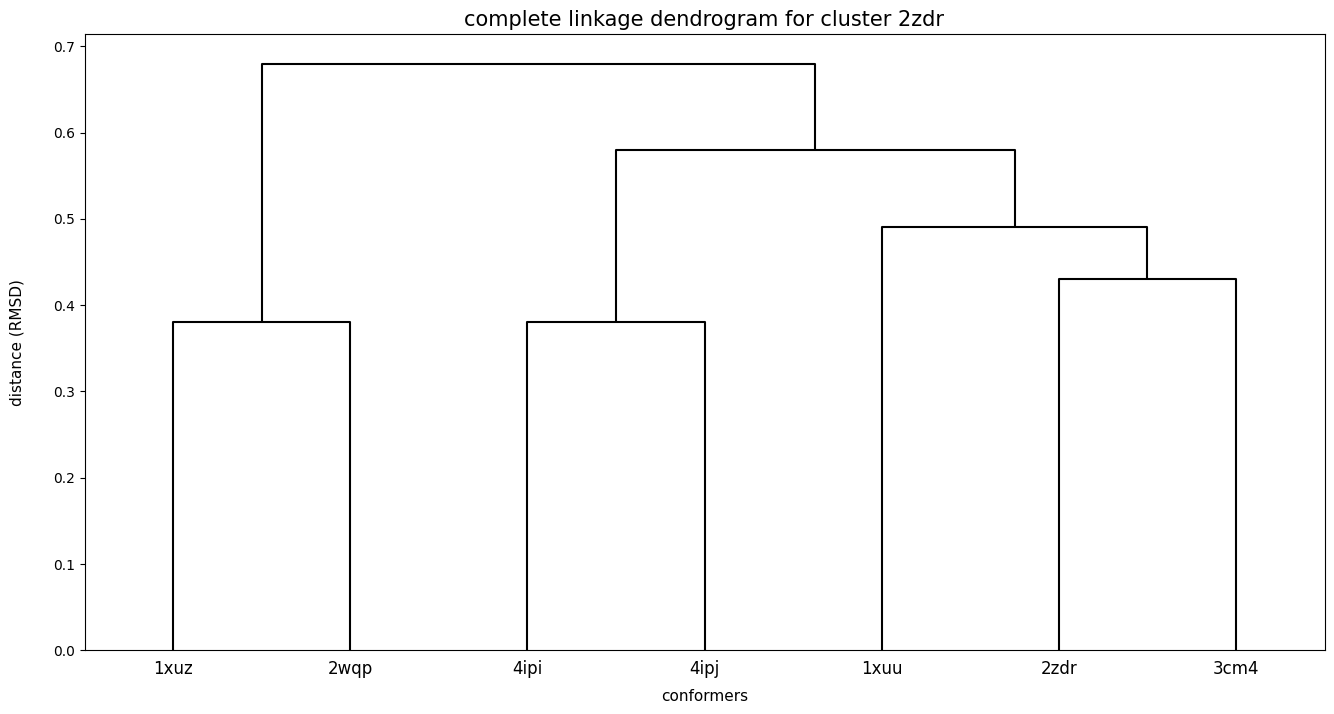 complete linkage dendrogram for cluster 2zdr
0.7
0.6
0.5
0.4
0.3
0.2
0.1
0.0
distance (RMSD)
1xuz 2wqp 4ipi 4ipj 1xuu 2zdr 3cm4
conformers